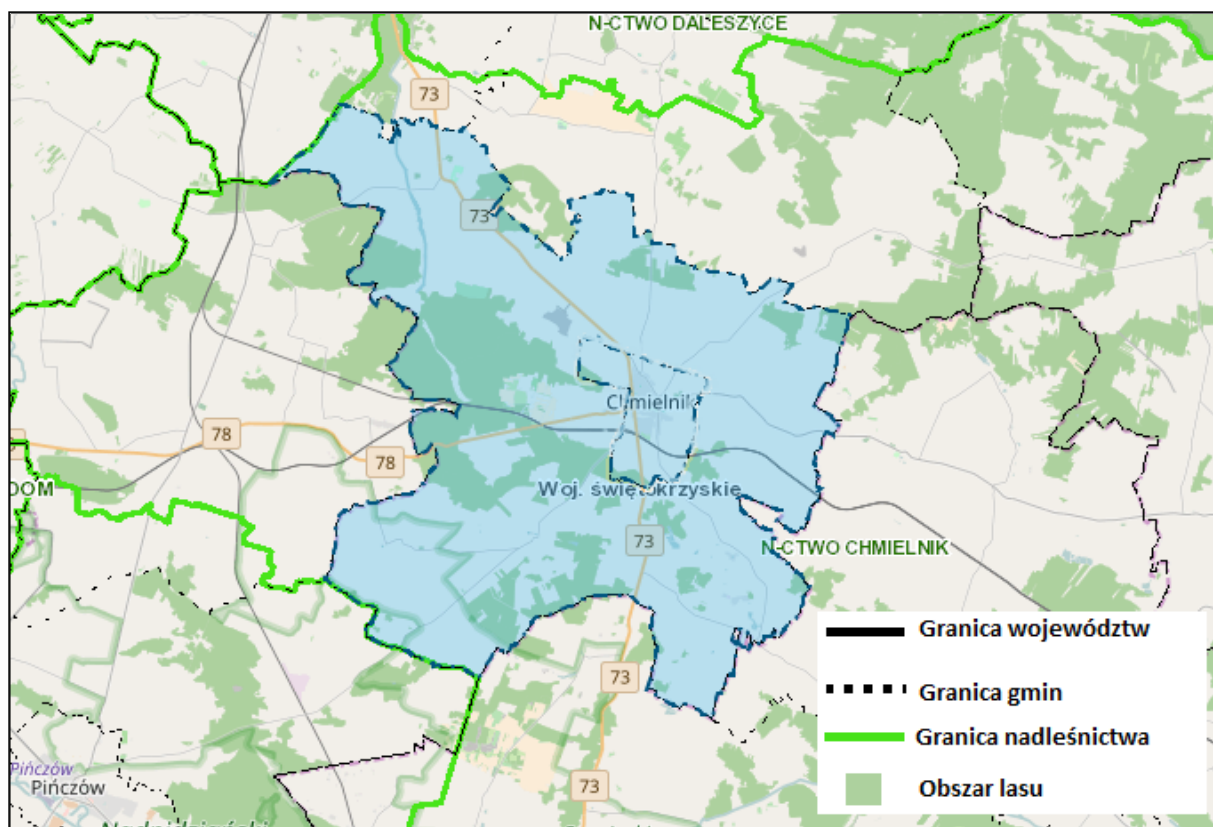 N-CTWO DALESZYCE
73
73
Chmielnik
78
78
DOM
Woj. świętokrzyskie
73
N-CTWO CHMIELNIK
73
Pińczów
Pińczów
73
Granica województw
Granica gmin
Granica nadleśnictwa
Obszar lasu